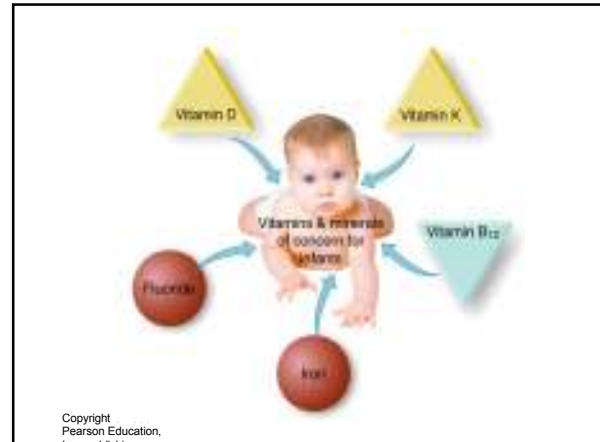 Vitamin D
Vitamin K
Vitamins & minerals
of concern for
infants
Vitamin B₁₂
Fluoride
Iron
Copyright
Pearson Education,